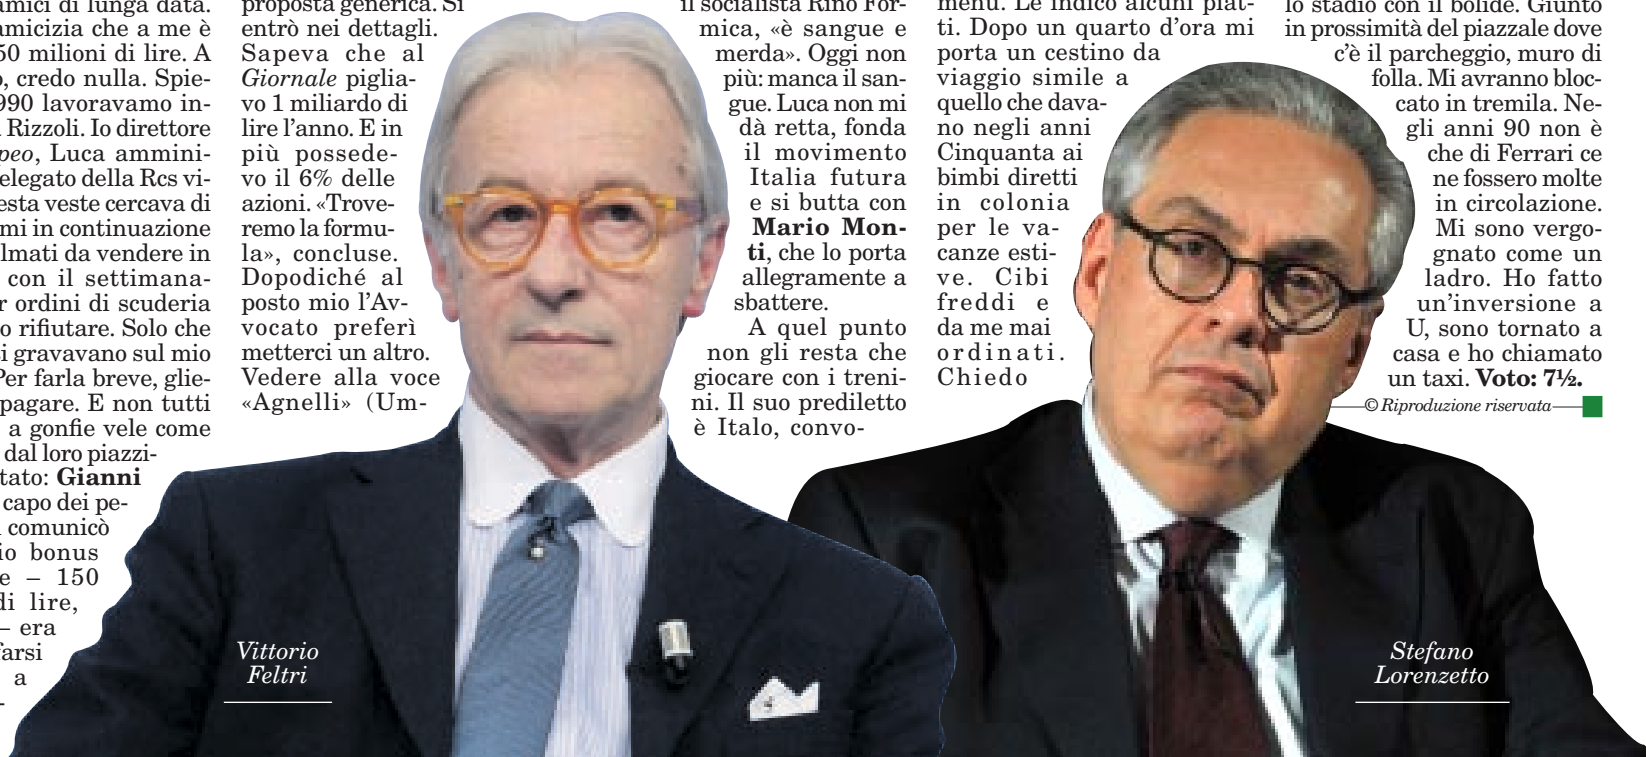 amici di lunga data.
amicizia che a me è
50 milioni di lire. A
o, credo nulla. Spie-
990 lavoravamo in-
Rizzoli. Io direttore
peo, Luca ammini-
elegato della Rcs vi-
esta veste cercava di
mi in continuazione
lmati da vendere in
con il settimana-
r ordini di scuderia
o rifiutare. Solo che
ti gravavano sul mio
Per farla breve, glie-
pagare. E non tutti
a gonfie vele come
dal loro piazzi-
tato: Gianni
capo dei pe-
comunicò
io bonus
e – 150
di lire,
– era
farsi
a
-
proposta generica. Si
entrò nei dettagli.
Sapeva che al
Giornale piglia-
vo 1 miliardo di
lire l'anno. E in
più possede-
vo il 6% delle
azioni. «Trove-
remo la formu-
la», concluse.
Dopodiché al
posto mio l'Av-
vocato preferì
metterci un altro.
Vedere alla voce
«Agnelli» (Um-
il socialista Rino For-
mica, «è sangue e
merda». Oggi non
più: manca il san-
gue. Luca non mi
dà retta, fonda
il movimento
Italia futura
e si butta con
Mario Mon-
ti, che lo porta
allegramente a
sbattere.
A quel punto
non gli resta che
giocare con i treni-
ni. Il suo prediletto
è Italo, convo-
menù. Le indico alcuni piat-
ti. Dopo un quarto d'ora mi
porta un cestino da
viaggio simile a
quello che dava-
no negli anni
Cinquanta ai
bimbi diretti
in colonia
per le va-
canze esti-
ve. Cibi
freddi e
da me mai
ordinati.
Chiedo
lo stadio con il bolide. Giunto
in prossimità del piazzale dove
c'è il parcheggio, muro di
folla. Mi avranno bloc-
cato in tremila. Ne-
gli anni 90 non è
che di Ferrari ce
ne fossero molte
in circolazione.
Mi sono vergo-
gnato come un
ladro. Ho fatto
un'inversione a
U, sono tornato a
casa e ho chiamato
un taxi. Voto: 7½.
© Riproduzione riservata
Vittorio
Feltri
Stefano
Lorenzetto